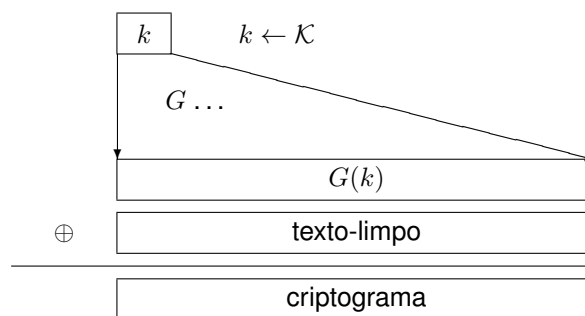 k k ← 𝒦
G …
G(k)
⊕ texto-limpo
criptograma